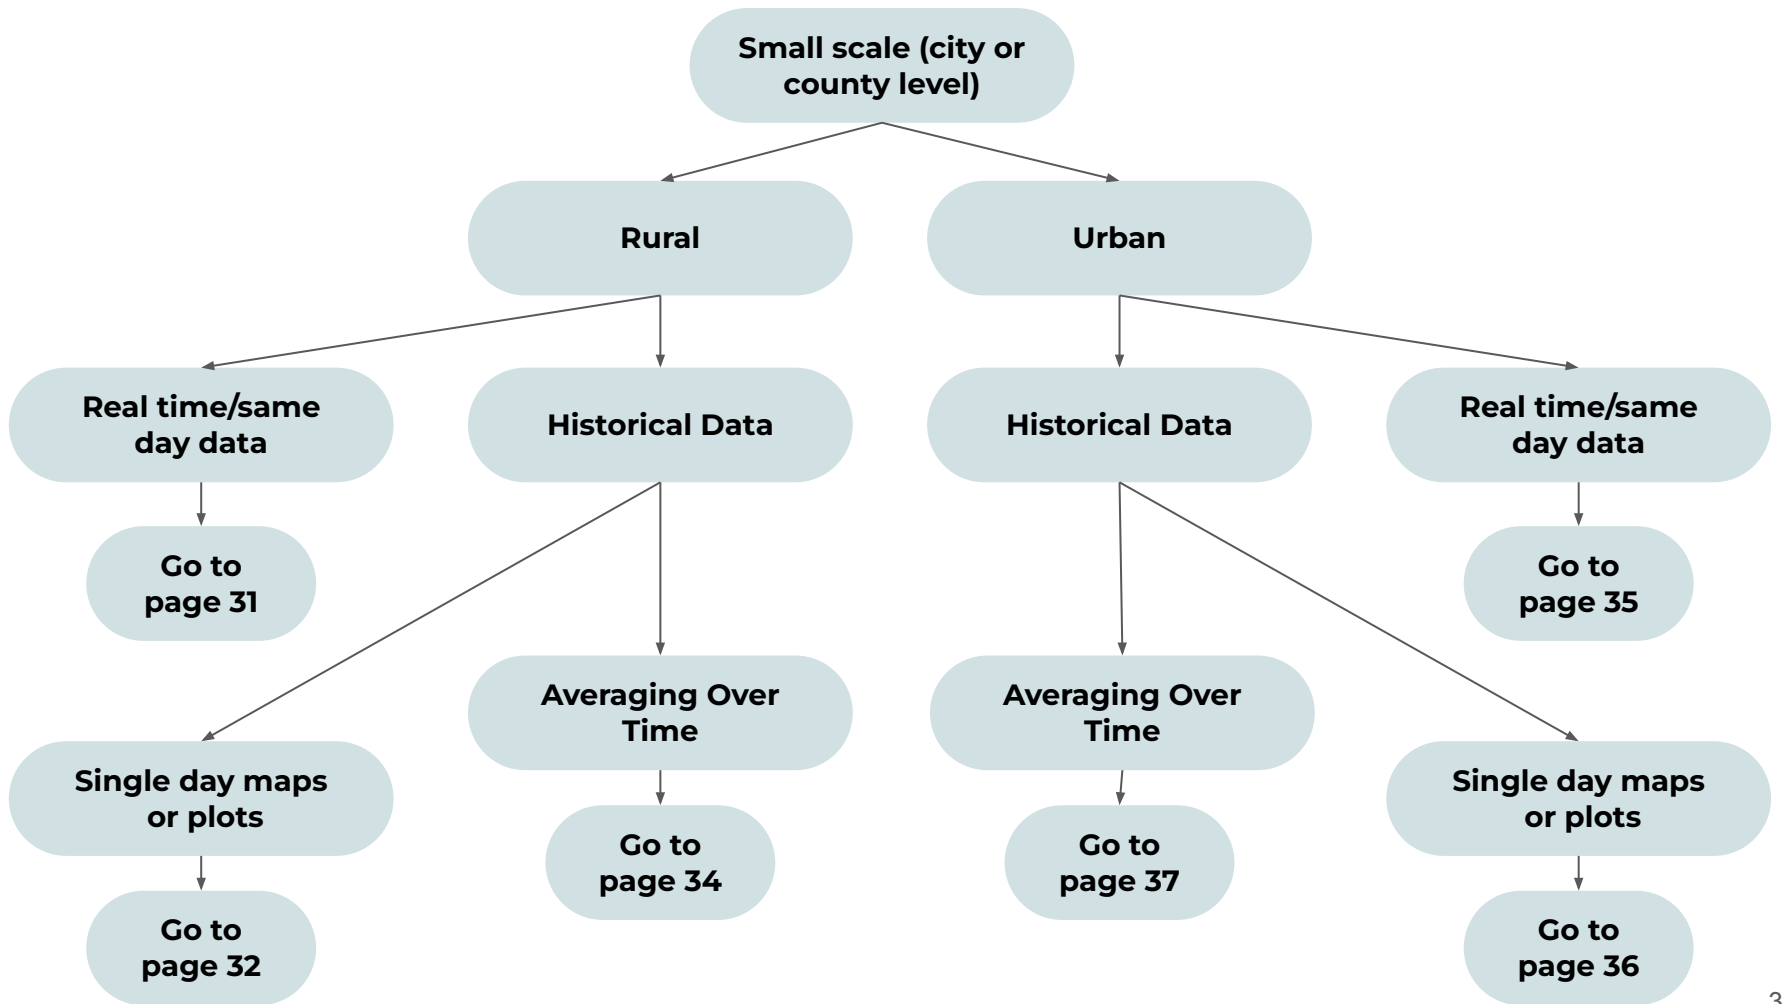 Small scale (city or
county level)
Rural
Urban
Real time/same
day data
Historical Data
Historical Data
Real time/same
day data
Go to
page 31
Go to
page 35
Averaging Over
Time
Averaging Over
Time
Single day maps
or plots
Single day maps
or plots
Go to
page 34
Go to
page 37
Go to
page 32
Go to
page 36
3